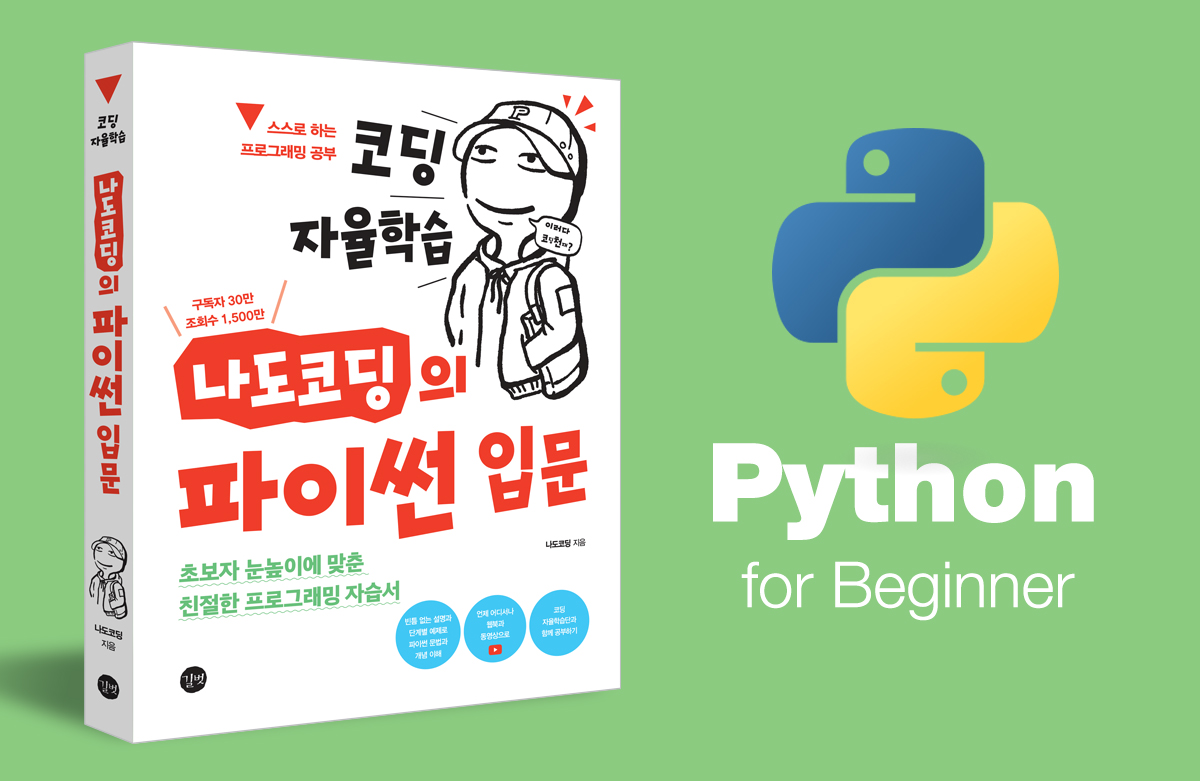 코딩
자율학습
나도코딩
의
파이썬
입문
나도코딩
지음
길벗
스스로 하는
프로그래밍 공부
코딩
자율학습
P
이러다
코딩천재?
구독자 30만
조회수 1,500만
나도코딩의
파이썬 입문
나도코딩 지음
초보자 눈높이에 맞춘
친절한 프로그래밍 자습서
빈틈 없는 설명과
단계별 예제로
파이썬 문법과
개념 이해
언제 어디서나
웹북과
동영상으로
코딩
자율학습단과
함께 공부하기
길벗
Python
for Beginner